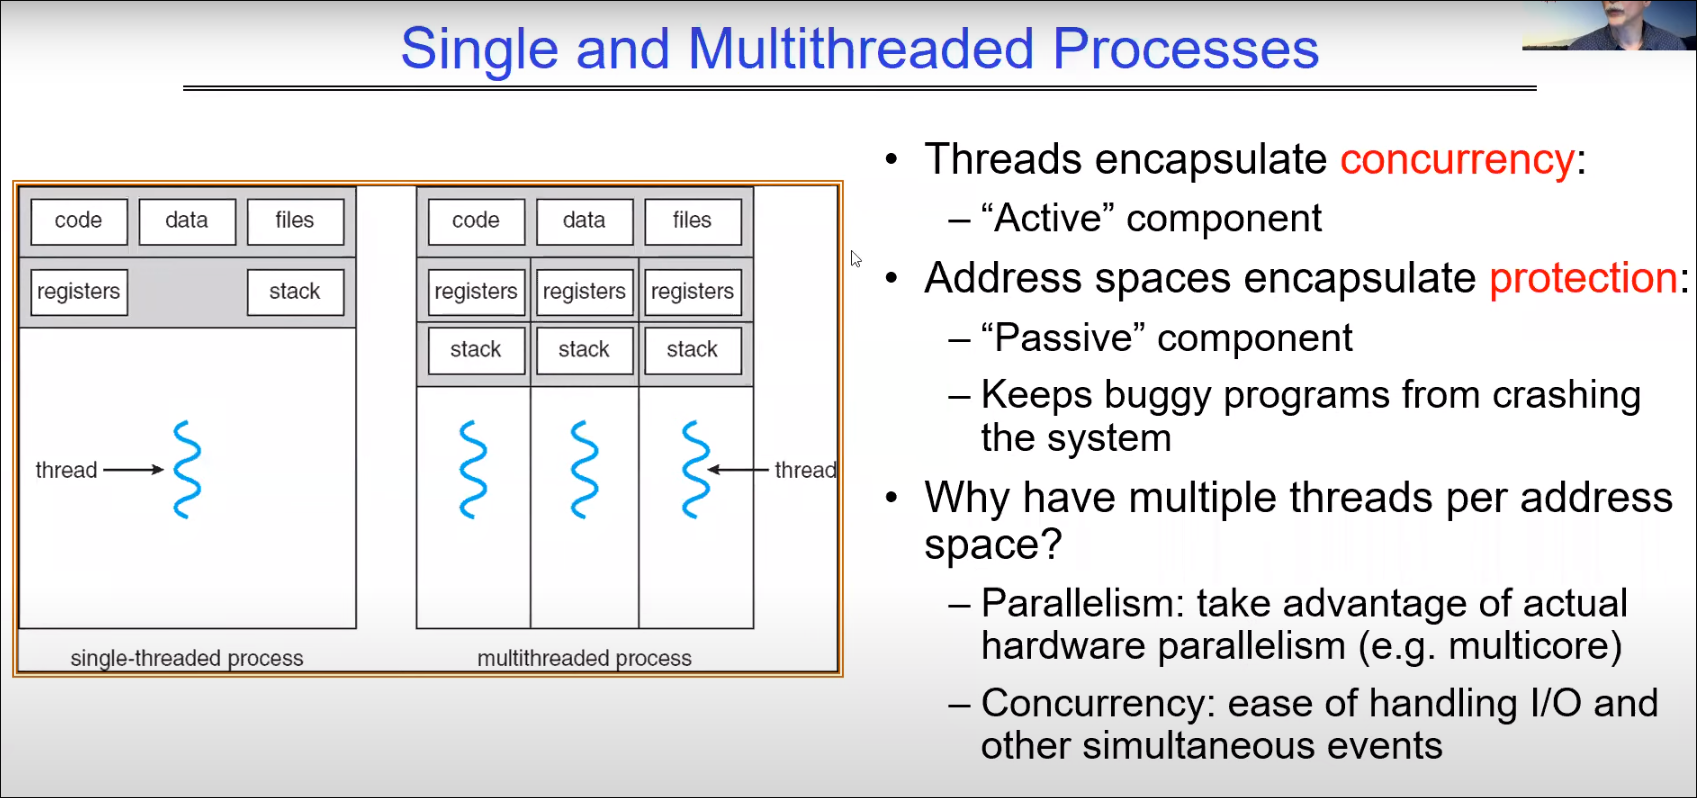 Single and Multithreaded Processes
code data files
registers stack
thread
single-threaded process
code data files
registers registers registers
stack stack stack
thread
multithreaded process
• Threads encapsulate concurrency:
– “Active” component
• Address spaces encapsulate protection:
– “Passive” component
– Keeps buggy programs from crashing
the system
• Why have multiple threads per address
space?
– Parallelism: take advantage of actual
hardware parallelism (e.g. multicore)
– Concurrency: ease of handling I/O and
other simultaneous events